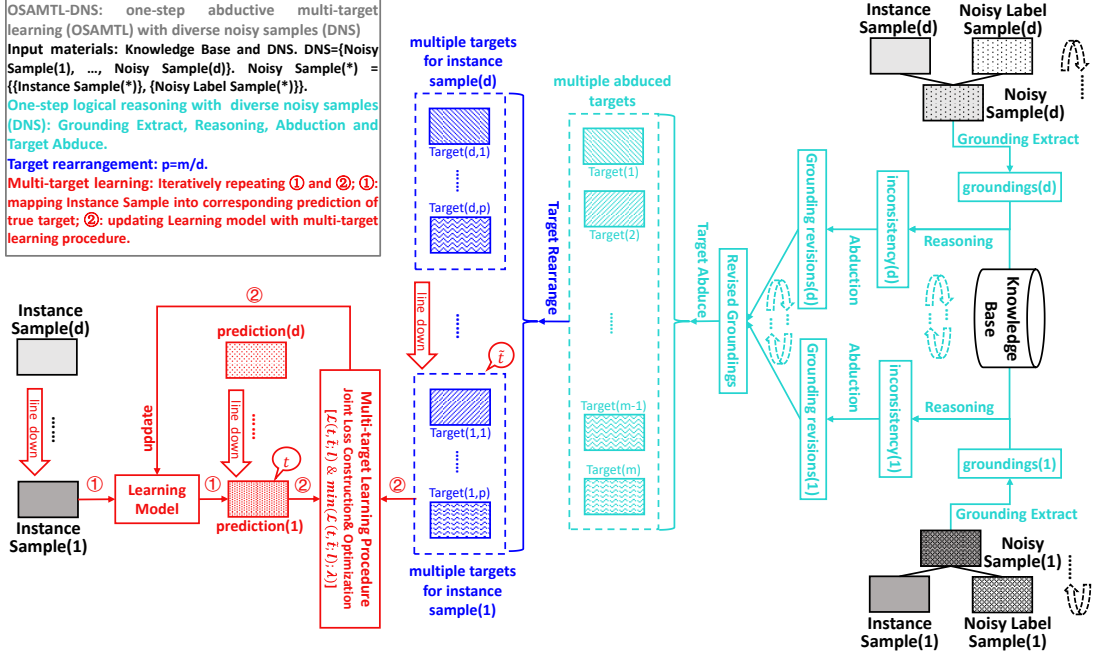 OSAMTL-DNS: one-step abductive multi-target
learning (OSAMTL) with diverse noisy samples (DNS)
Input materials: Knowledge Base and DNS. DNS={Noisy
Sample(1), …, Noisy Sample(d)}. Noisy Sample(*) =
{{Instance Sample(*)}, {Noisy Label Sample(*)}}.
One-step logical reasoning with diverse noisy samples
(DNS): Grounding Extract, Reasoning, Abduction and
Target Abduce.
Target rearrangement: p=m/d.
Multi-target learning: Iteratively repeating ① and ②; ①:
mapping Instance Sample into corresponding prediction of
true target; ②: updating Learning model with multi-target
learning procedure.
Instance
Sample(d)
line down
......
Instance
Sample(1)
①
Learning
Model
update
②
①
prediction(d)
line down
......
t
prediction(1)
②
Multi-target Learning Procedure
Joint Loss Construction& Optimization
[ℒ(t, t̃; l) & min(ℒ(t, t̃; l); λ)]
②
multiple targets
for instance
sample(d)
Target(d,1)
......
Target(d,p)
line down
......
t̃
Target(1,1)
......
Target(1,p)
multiple targets
for instance
sample(1)
Target Rearrange
multiple abduced
targets
Target(1)
Target(2)
......
Target(m-1)
Target(m)
Target Abduce
Revised Groundings
Grounding revisions(d)
Abduction
inconsistency(d)
Reasoning
groundings(d)
Grounding Extract
Instance
Sample(d)
Noisy Label
Sample(d)
Noisy
Sample(d)
......
......
......
Knowledge
Base
Grounding revisions(1)
Abduction
inconsistency(1)
Reasoning
groundings(1)
Grounding Extract
Noisy
Sample(1)
......
Instance
Sample(1)
Noisy Label
Sample(1)